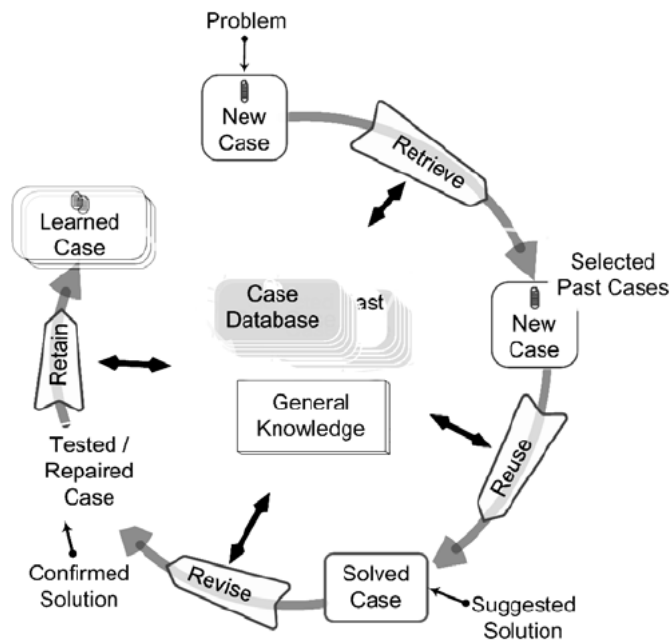 Problem
New
Case
Retrieve
Selected
Past Cases
New
Case
Reuse
Solved
Case
Suggested
Solution
Revise
Tested /
Repaired
Case
Confirmed
Solution
Retain
Learned
Case
Case
Database
ast
General
Knowledge